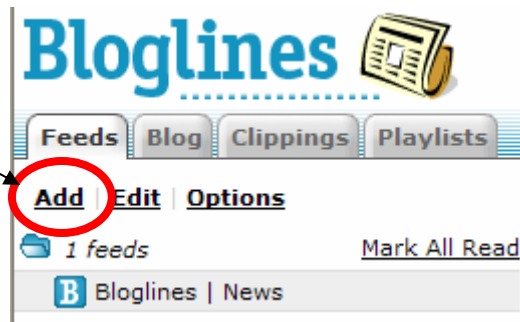 Bloglines
Feeds Blog Clippings Playlists
Add | Edit | Options
1 feeds Mark All Read
B Bloglines | News